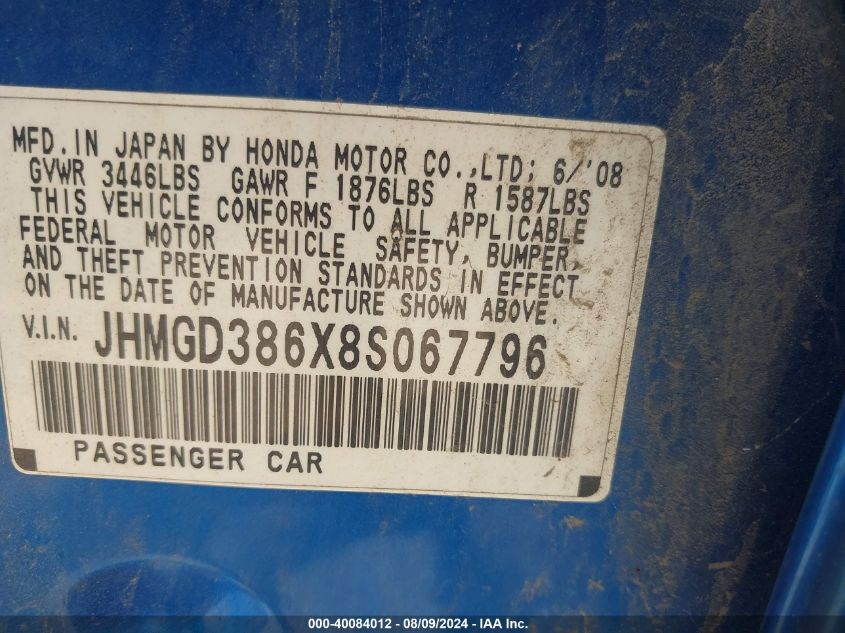 MFD. IN JAPAN BY HONDA MOTOR CO.,LTD; 6/'08
GVWR 3446LBS GAWR F 1876LBS R 1587LBS
THIS VEHICLE CONFORMS TO ALL APPLICABLE
FEDERAL MOTOR VEHICLE SAFETY, BUMPER,
AND THEFT PREVENTION STANDARDS IN EFFECT
ON THE DATE OF MANUFACTURE SHOWN ABOVE.
V.I.N. JHMGD386X8S067796
PASSENGER CAR
000-40084012 - 08/09/2024 - IAA Inc.